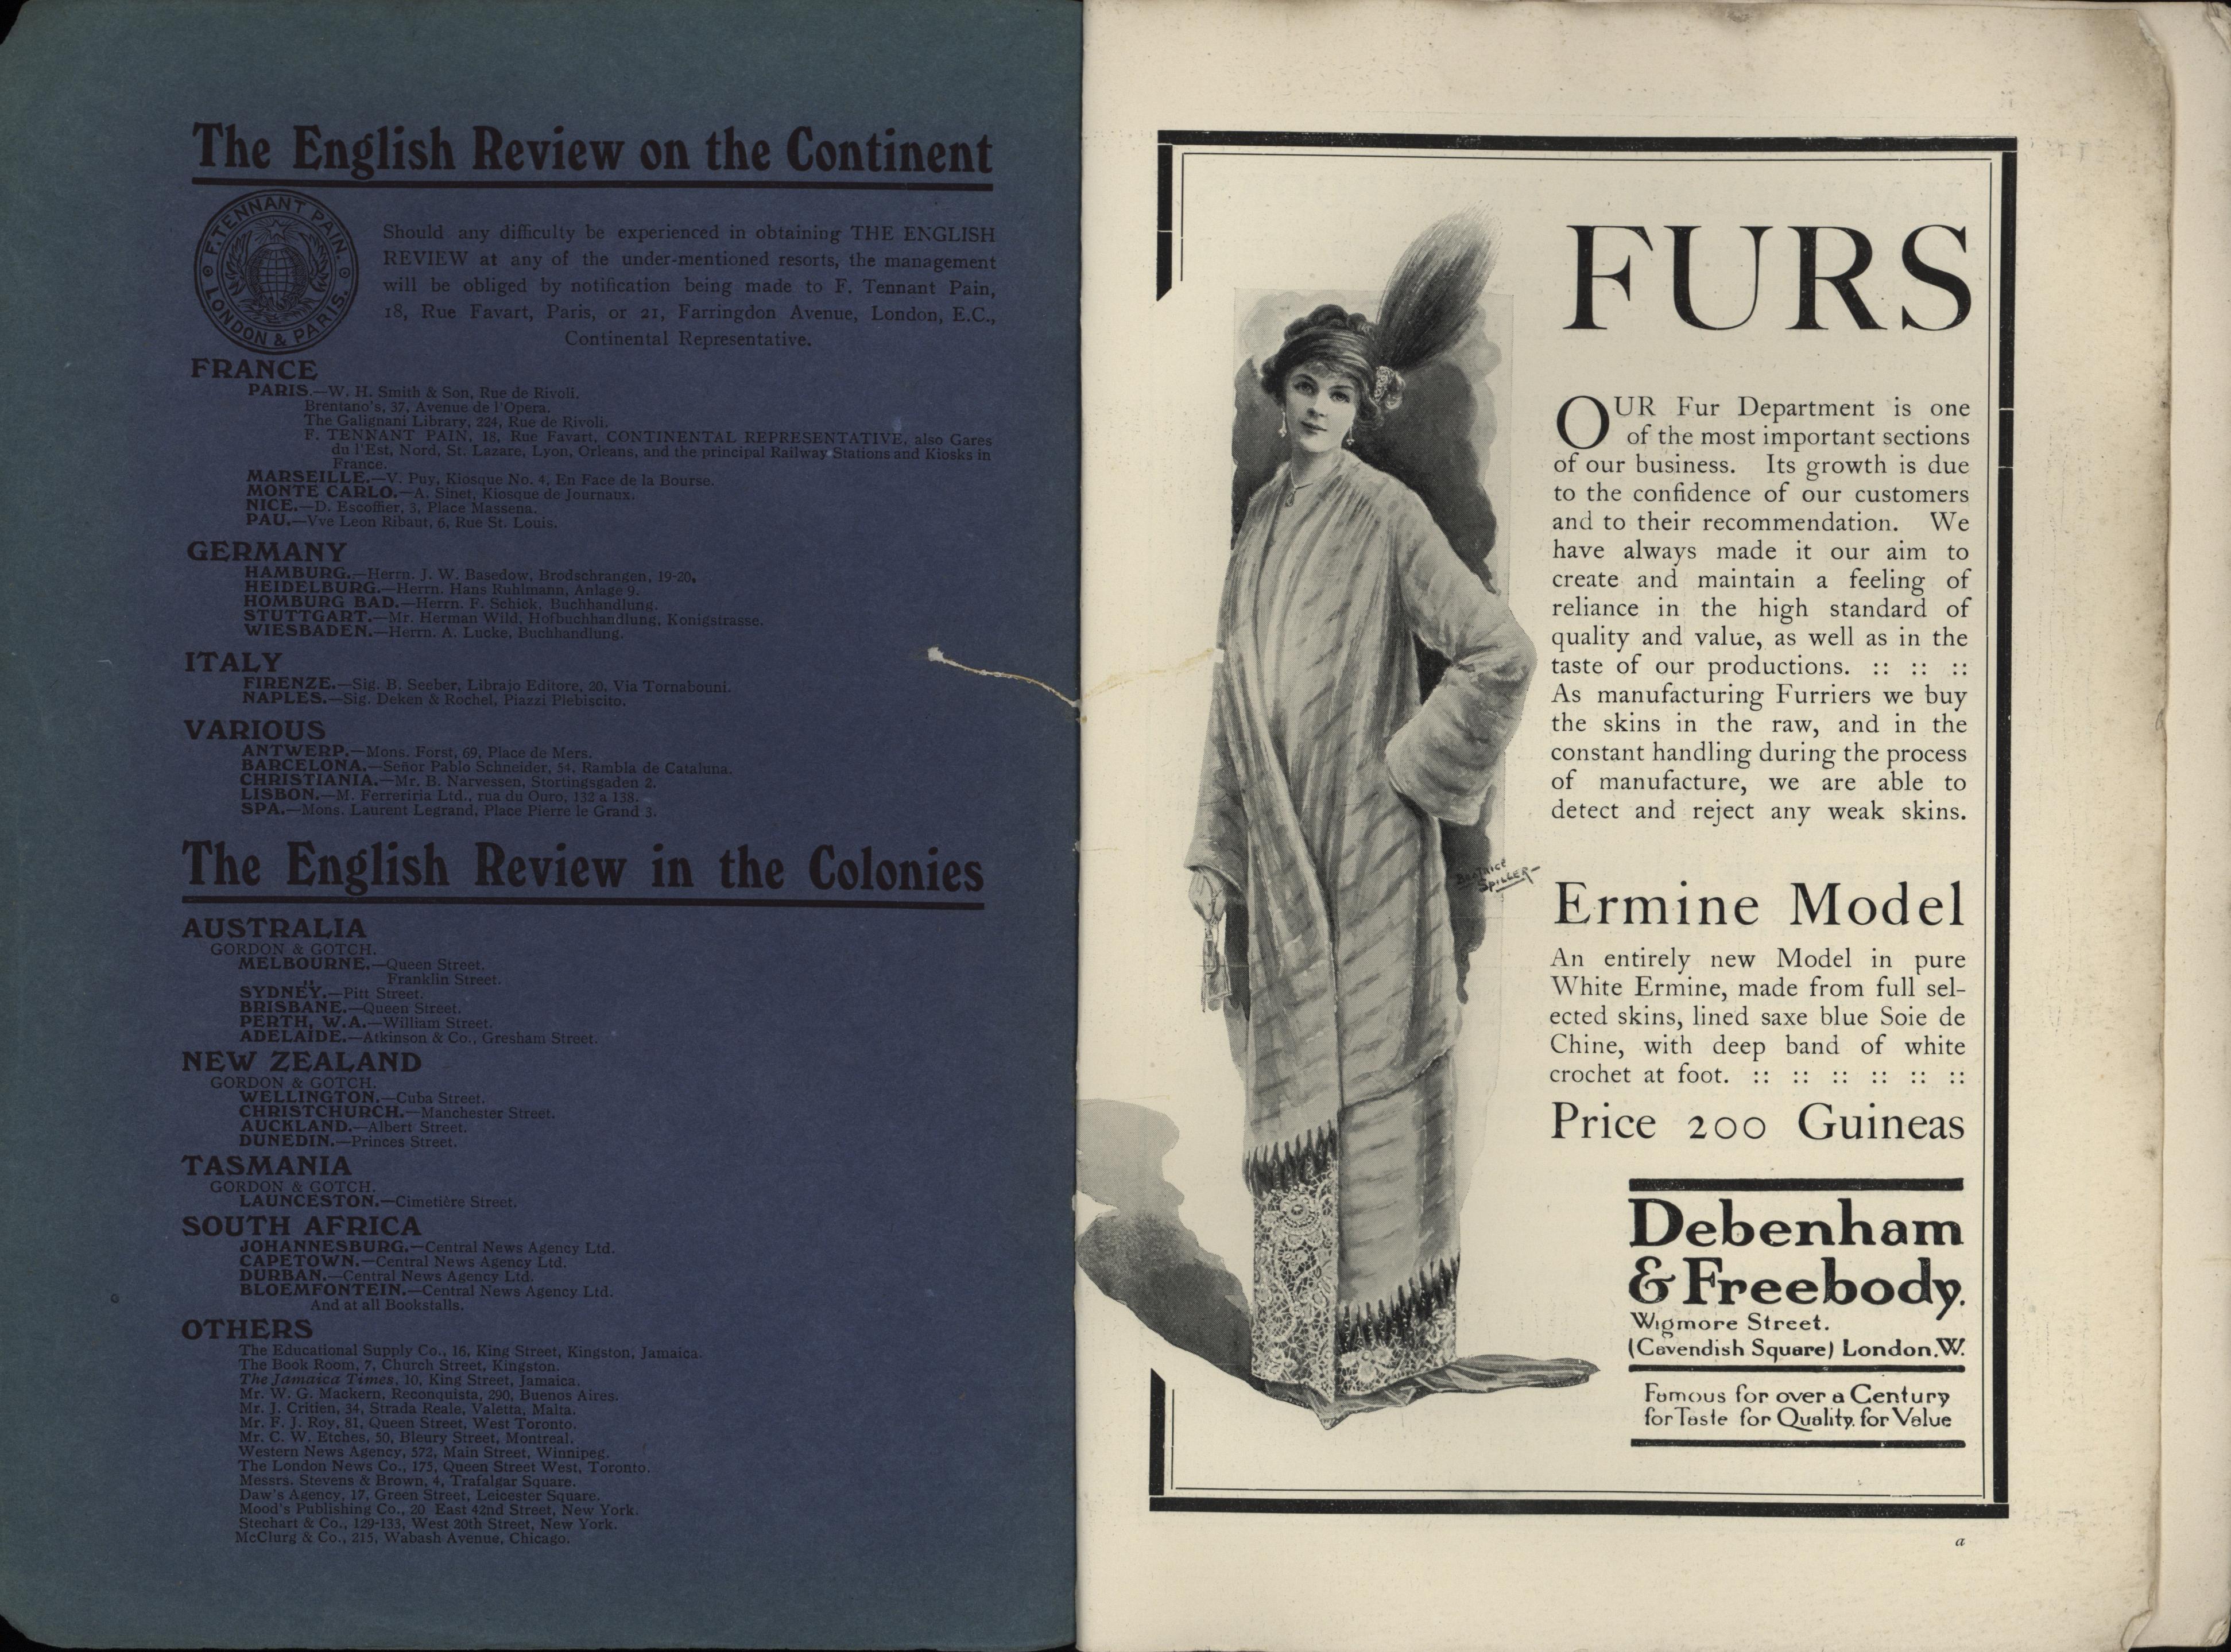 The English Review on the Continent
F. TENNANT PAIN.
LONDON & PARIS.
Should any difficulty be experienced in obtaining THE ENGLISH
REVIEW at any of the under-mentioned resorts, the management
will be obliged by notification being made to F. Tennant Pain,
18, Rue Favart, Paris, or 21, Farringdon Avenue, London, E.C.,
Continental Representative.
FRANCE
PARIS.—W. H. Smith & Son, Rue de Rivoli.
Brentano's, 37, Avenue de l'Opera.
The Galignani Library, 224, Rue de Rivoli.
F. TENNANT PAIN, 18, Rue Favart, CONTINENTAL REPRESENTATIVE, also Gares
du l'Est, Nord, St. Lazare, Lyon, Orleans, and the principal Railway Stations and Kiosks in
France.
MARSEILLE.—V. Puy, Kiosque No. 4, En Face de la Bourse.
MONTE CARLO.—A. Sinet, Kiosque de Journaux.
NICE.—D. Escoffier, 3, Place Massena.
PAU.—Vve Leon Ribaut, 6, Rue St. Louis.
GERMANY
HAMBURG.—Herrn. J. W. Basedow, Brodschrangen, 19-20,
HEIDELBURG.—Herrn. Hans Ruhlmann, Anlage 9.
HOMBURG BAD.—Herrn. F. Schick, Buchhandlung.
STUTTGART.—Mr. Herman Wild, Hofbuchhandlung, Konigstrasse.
WIESBADEN.—Herrn. A. Lucke, Buchhandlung.
ITALY
FIRENZE.—Sig. B. Seeber, Librajo Editore, 20, Via Tornabouni.
NAPLES.—Sig. Deken & Rochel, Piazzi Plebiscito.
VARIOUS
ANTWERP.—Mons. Forst, 69, Place de Mers.
BARCELONA.—Señor Pablo Schneider, 54, Rambla de Cataluna.
CHRISTIANIA.—Mr. B. Narvessen, Stortingsgaden 2.
LISBON.—M. Ferreriria Ltd., rua du Ouro, 132 a 138.
SPA.—Mons. Laurent Legrand, Place Pierre le Grand 3.
The English Review in the Colonies
AUSTRALIA
GORDON & GOTCH.
MELBOURNE.—Queen Street.
,, Franklin Street.
SYDNEY.—Pitt Street.
BRISBANE.—Queen Street.
PERTH, W.A.—William Street.
ADELAIDE.—Atkinson & Co., Gresham Street.
NEW ZEALAND
GORDON & GOTCH.
WELLINGTON.—Cuba Street.
CHRISTCHURCH.—Manchester Street.
AUCKLAND.—Albert Street.
DUNEDIN.—Princes Street.
TASMANIA
GORDON & GOTCH.
LAUNCESTON.—Cimetière Street.
SOUTH AFRICA
JOHANNESBURG.—Central News Agency Ltd.
CAPETOWN.—Central News Agency Ltd.
DURBAN.—Central News Agency Ltd.
BLOEMFONTEIN.—Central News Agency Ltd.
And at all Bookstalls.
OTHERS
The Educational Supply Co., 16, King Street, Kingston, Jamaica.
The Book Room, 7, Church Street, Kingston.
The Jamaica Times, 10, King Street, Jamaica.
Mr. W. G. Mackern, Reconquista, 290, Buenos Aires.
Mr. J. Critien, 34, Strada Reale, Valetta, Malta.
Mr. F. J. Roy, 81, Queen Street, West Toronto.
Mr. C. W. Etches, 50, Bleury Street, Montreal.
Western News Agency, 572, Main Street, Winnipeg.
The London News Co., 175, Queen Street West, Toronto.
Messrs. Stevens & Brown, 4, Trafalgar Square.
Daw's Agency, 17, Green Street, Leicester Square.
Mood's Publishing Co., 20 East 42nd Street, New York.
Stechart & Co., 129-133, West 20th Street, New York.
McClurg & Co., 215, Wabash Avenue, Chicago.
FURS
OUR Fur Department is one
of the most important sections
of our business. Its growth is due
to the confidence of our customers
and to their recommendation. We
have always made it our aim to
create and maintain a feeling of
reliance in the high standard of
quality and value, as well as in the
taste of our productions. :: :: ::
As manufacturing Furriers we buy
the skins in the raw, and in the
constant handling during the process
of manufacture, we are able to
detect and reject any weak skins.
Beatrice
Spiller
Ermine Model
An entirely new Model in pure
White Ermine, made from full sel-
ected skins, lined saxe blue Soie de
Chine, with deep band of white
crochet at foot. :: :: :: :: :: ::
Price 200 Guineas
Debenham
& Freebody.
Wigmore Street.
(Cavendish Square) London.W.
Famous for over a Century
for Taste for Quality. for Value
a